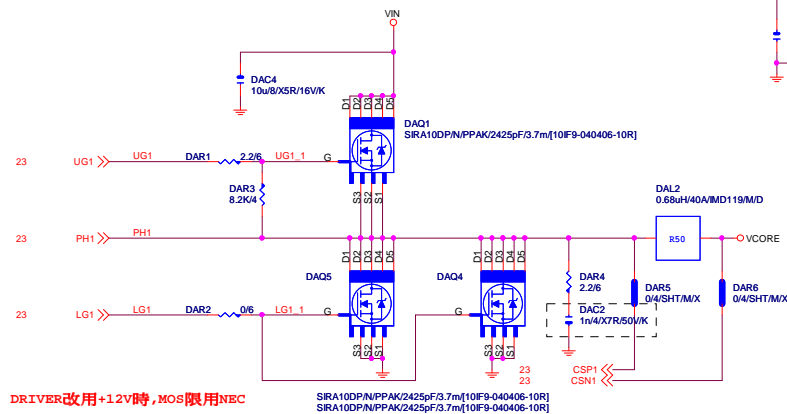 VIN
DAC4
10u/8/X5R/16V/K
D1 D2 D3 D4 D5
DAQ1
SIRA10DP/N/PPAK/2425pF/3.7m/[10IF9-040406-10R]
23 UG1 UG1 DAR1 2.2/6 UG1_1 G
DAR3
8.2K/4
S3 S2 S1
DAL2
0.68uH/40A/IMD119/M/D
23 PH1 PH1 R50 VCORE
D1 D2 D3 D4 D5 D1 D2 D3 D4 D5
DAQ5 DAQ4
DAR4
2.2/6
DAR5
0/4/SHT/M/X
DAR6
0/4/SHT/M/X
23 LG1 LG1 DAR2 0/6 LG1_1 G G
DAC2
1n/4/X7R/50V/K
S3 S2 S1 S3 S2 S1
23 CSP1
23 CSN1
DRIVER改用+12V時,MOS限用NEC
SIRA10DP/N/PPAK/2425pF/3.7m/[10IF9-040406-10R]
SIRA10DP/N/PPAK/2425pF/3.7m/[10IF9-040406-10R]